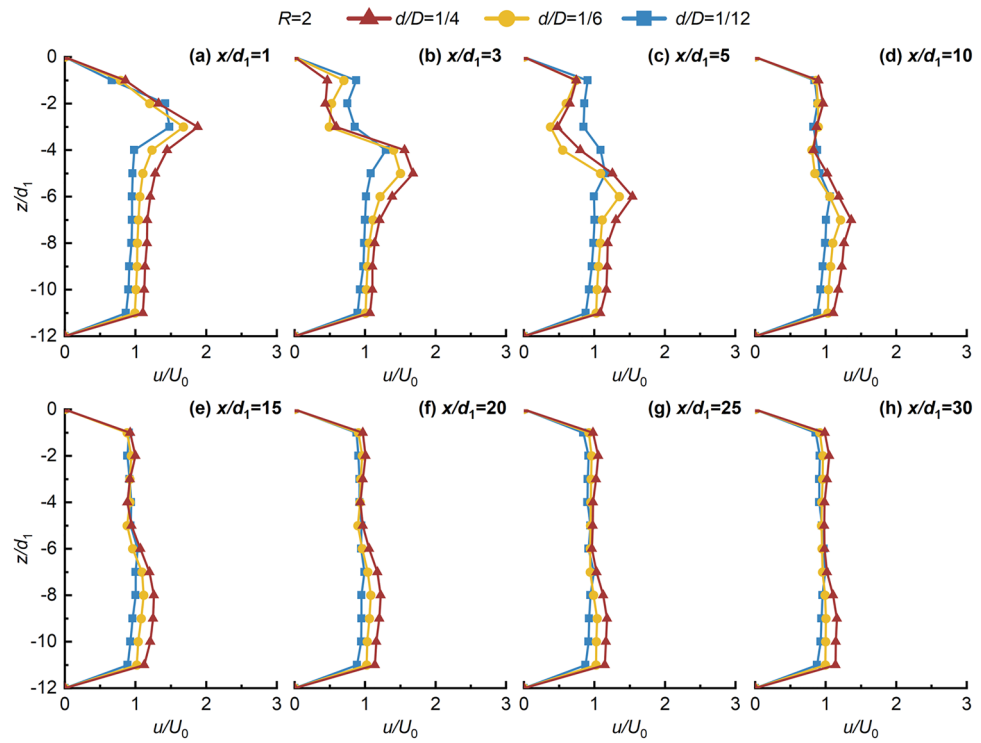 R=2 d/D=1/4 d/D=1/6 d/D=1/12
(a) x/d₁=1 (b) x/d₁=3 (c) x/d₁=5 (d) x/d₁=10
0
-2
-4
-6
-8
-10
-12
z/d₁
0 1 2 3 0 1 2 3 0 1 2 3 0 1 2 3
u/U₀ u/U₀ u/U₀ u/U₀
(e) x/d₁=15 (f) x/d₁=20 (g) x/d₁=25 (h) x/d₁=30
0
-2
-4
-6
-8
-10
-12
z/d₁
0 1 2 3 0 1 2 3 0 1 2 3 0 1 2 3
u/U₀ u/U₀ u/U₀ u/U₀